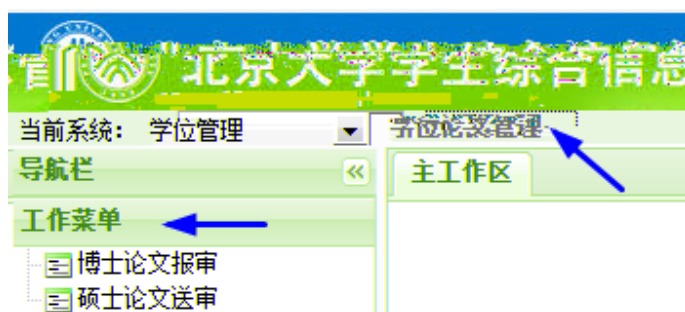 北京大学学生综合信息
当前系统： 学位管理 学位论文管理
导航栏 主工作区
工作菜单
博士论文报审
硕士论文送审